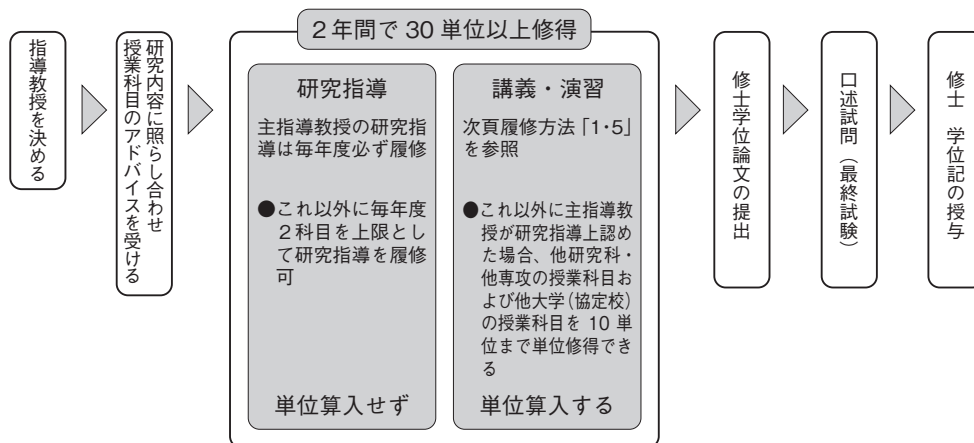 指導教授を決める
研究内容に照らし合わせ
授業科目のアドバイスを受ける
2年間で30単位以上修得
研究指導
主指導教授の研究指
導は毎年度必ず履修
●これ以外に毎年度
2科目を上限とし
て研究指導を履修
可
単位算入せず
講義・演習
次頁履修方法「1・5」
を参照
●これ以外に主指導教
授が研究指導上認め
た場合、他研究科・
他専攻の授業科目お
よび他大学(協定校)
の授業科目を 10 単
位まで単位修得でき
る
単位算入する
修士学位論文の提出
口述試問（最終試験）
修士　学位記の授与